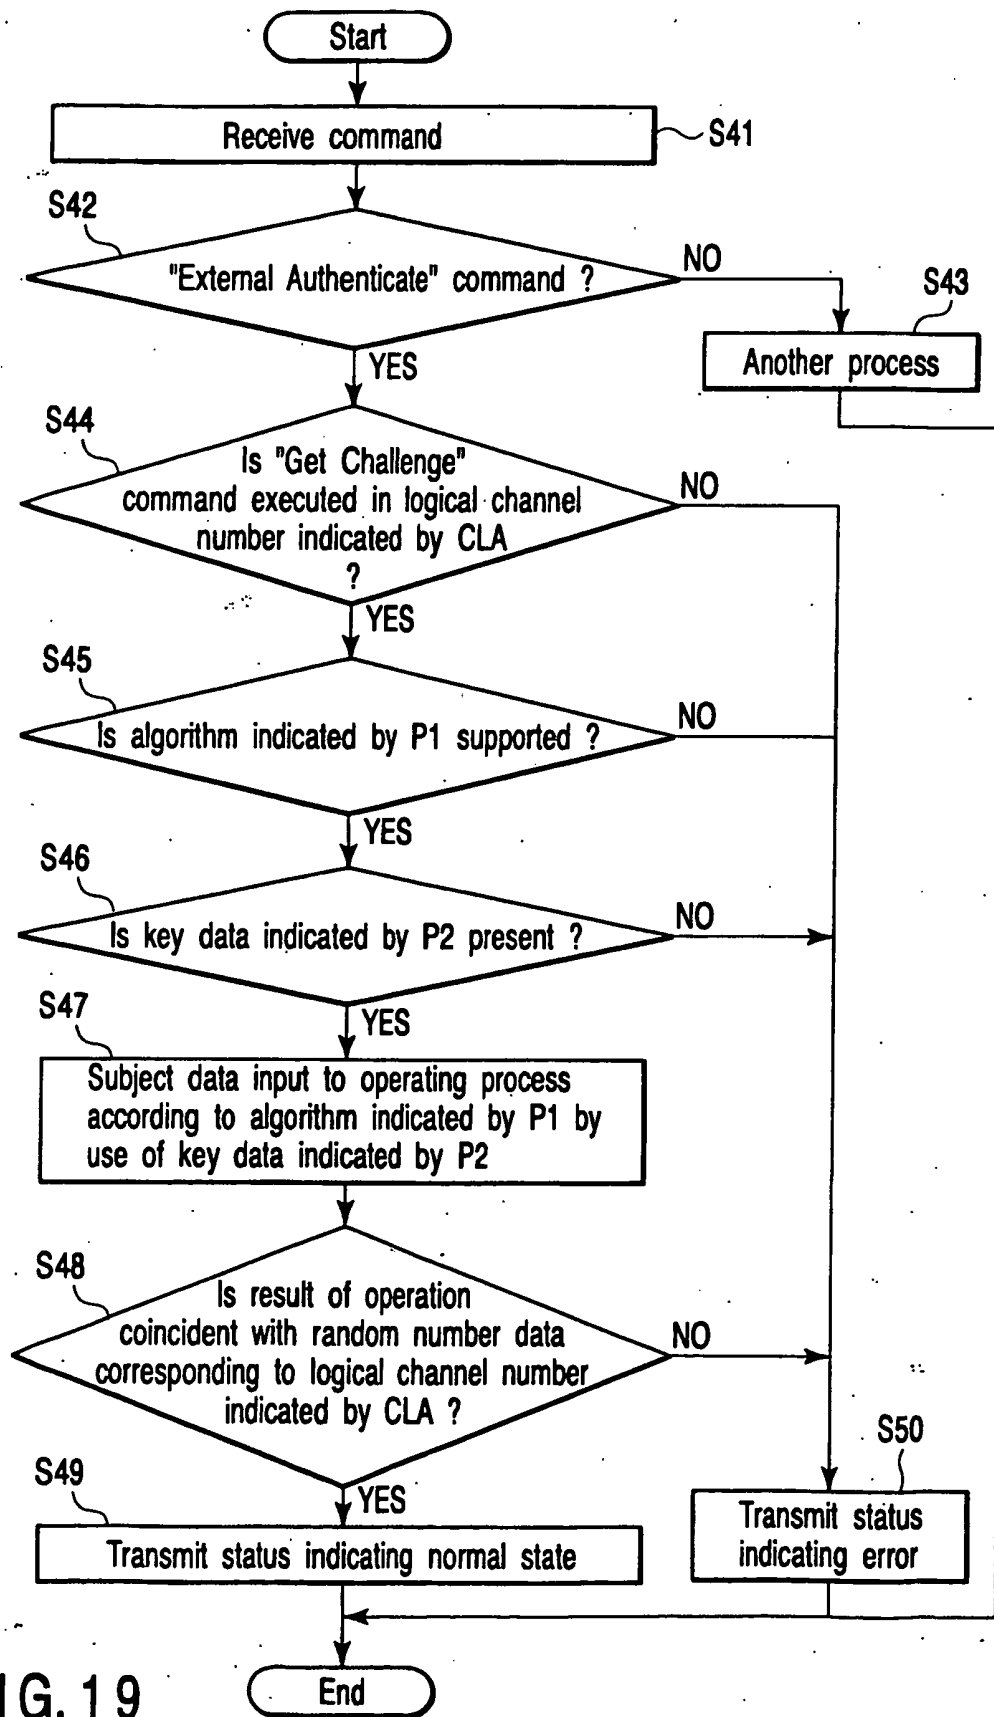 Start
Receive command
S41
S42
"External Authenticate" command ?
NO
S43
Another process
YES
S44
Is "Get Challenge"
command executed in logical channel
number indicated by CLA
?
NO
YES
S45
Is algorithm indicated by P1 supported ?
NO
YES
S46
Is key data indicated by P2 present ?
NO
YES
S47
Subject data input to operating process
according to algorithm indicated by P1 by
use of key data indicated by P2
S48
Is result of operation
coincident with random number data
corresponding to logical channel number
indicated by CLA ?
NO
YES
S49
Transmit status indicating normal state
S50
Transmit status
indicating error
End
IG. 19